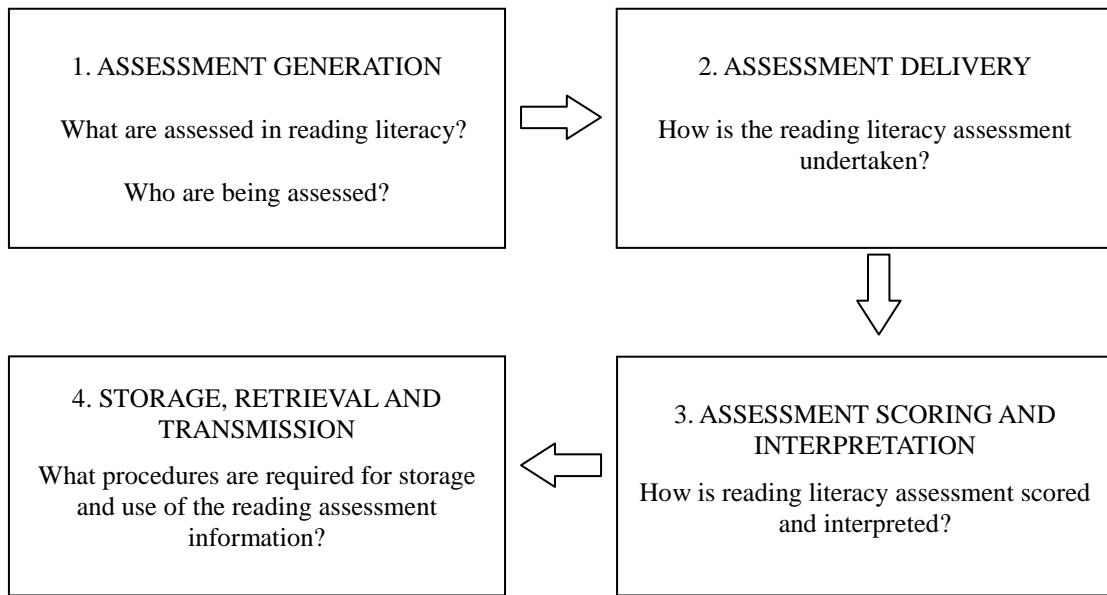 1. ASSESSMENT GENERATION
What are assessed in reading literacy?
Who are being assessed?
2. ASSESSMENT DELIVERY
How is the reading literacy assessment
undertaken?
3. ASSESSMENT SCORING AND
INTERPRETATION
How is reading literacy assessment scored
and interpreted?
4. STORAGE, RETRIEVAL AND
TRANSMISSION
What procedures are required for storage
and use of the reading assessment
information?